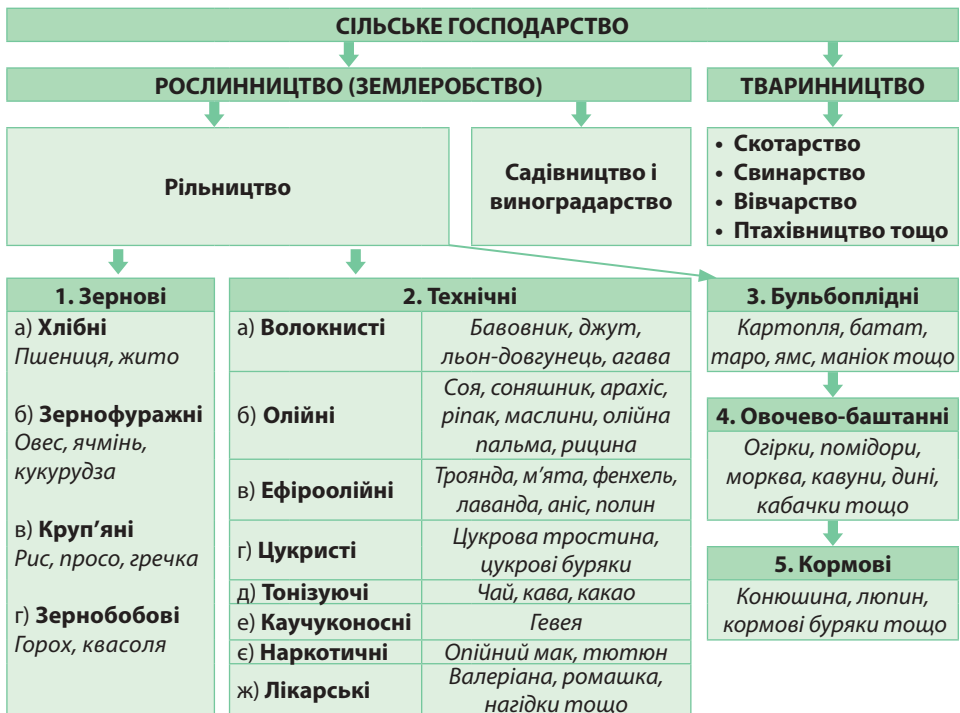 СІЛЬСЬКЕ ГОСПОДАРСТВО
РОСЛИННИЦТВО (ЗЕМЛЕРОБСТВО)
ТВАРИННИЦТВО
Рільництво
Садівництво і
виноградарство
• Скотарство
• Свинарство
• Вівчарство
• Птахівництво тощо
1. Зернові
а) Хлібні
Пшениця, жито
б) Зернофуражні
Овес, ячмінь,
кукурудза
в) Круп’яні
Рис, просо, гречка
г) Зернобобові
Горох, квасоля
2. Технічні
а) Волокнисті
Бавовник, джут,
льон-довгунець, агава
б) Олійні
Соя, соняшник, арахіс,
ріпак, маслини, олійна
пальма, рицина
в) Ефіроолійні
Троянда, м’ята, фенхель,
лаванда, аніс, полин
г) Цукристі
Цукрова тростина,
цукрові буряки
д) Тонізуючі
Чай, кава, какао
е) Каучуконосні
Гевея
є) Наркотичні
Опійний мак, тютюн
ж) Лікарські
Валеріана, ромашка,
нагідки тощо
3. Бульбоплідні
Картопля, батат,
таро, ямс, маніок тощо
4. Овочево-баштанні
Огірки, помідори,
морква, кавуни, дині,
кабачки тощо
5. Кормові
Конюшина, люпин,
кормові буряки тощо